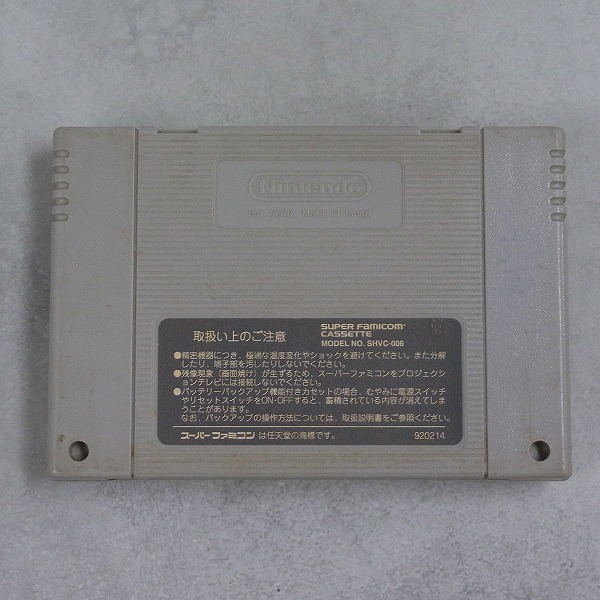 Nintendo
取扱い上のご注意
SUPER FAMICOM
CASSETTE
MODEL NO. SHVC-006
●精密機器につき、極端な温度変化やショックを避けてください。また分解
したり、端子部を汚したりしないでください。
●残像現象(画面焼け)が生ずるため、スーパーファミコンをプロジェクシ
ョンテレビには接続しないでください。
●バッテリーバックアップ機能付きカセットの場合、むやみに電源スイッチ
やリセットスイッチをON・OFFすると、蓄積されている内容が消えてしま
うことがあります。
なお、バックアップの操作方法については、取扱説明書をご参照ください。
スーパーファミコン は任天堂の商標です。
920214